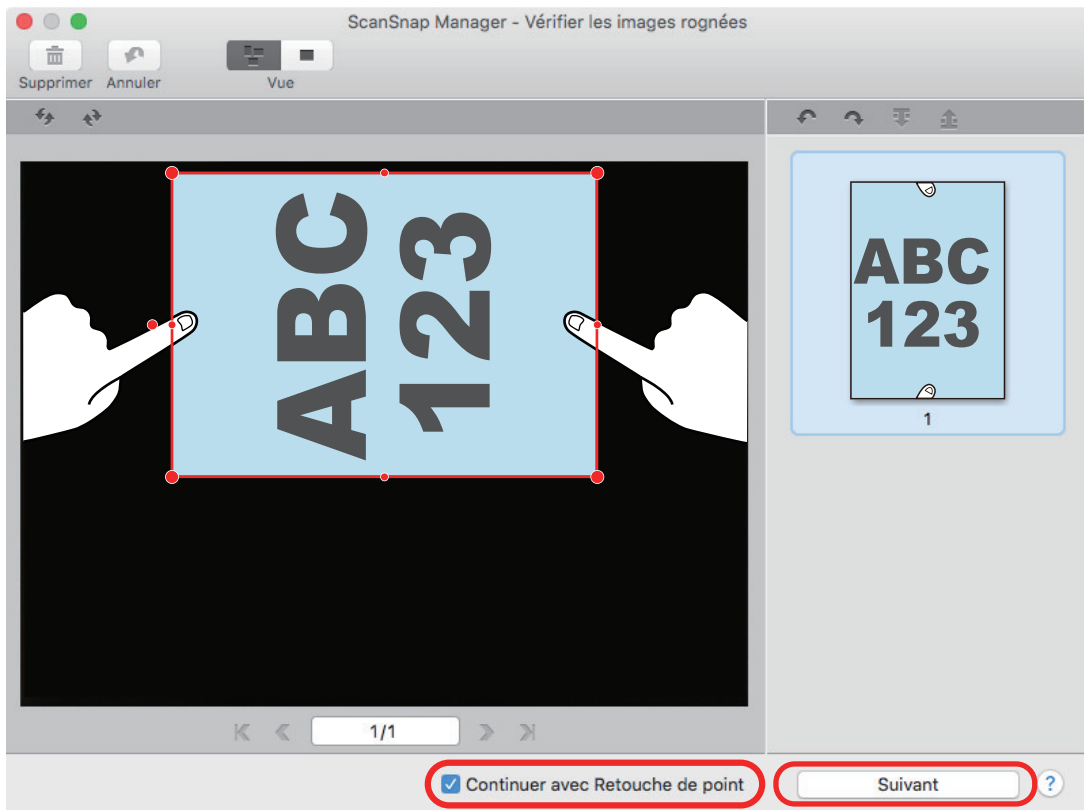 ScanSnap Manager - Vérifier les images rognées
Supprimer Annuler Vue
ABC
123
ABC
123
1
1/1
Continuer avec Retouche de point
Suivant
?